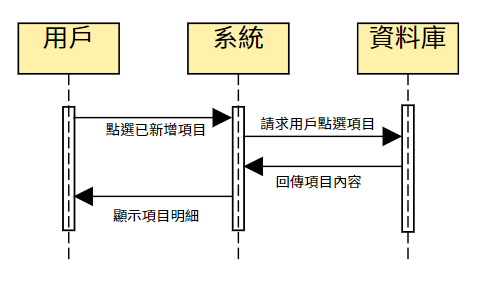 用戶
系統
資料庫
點選已新增項目
請求用戶點選項目
回傳項目內容
顯示項目明細